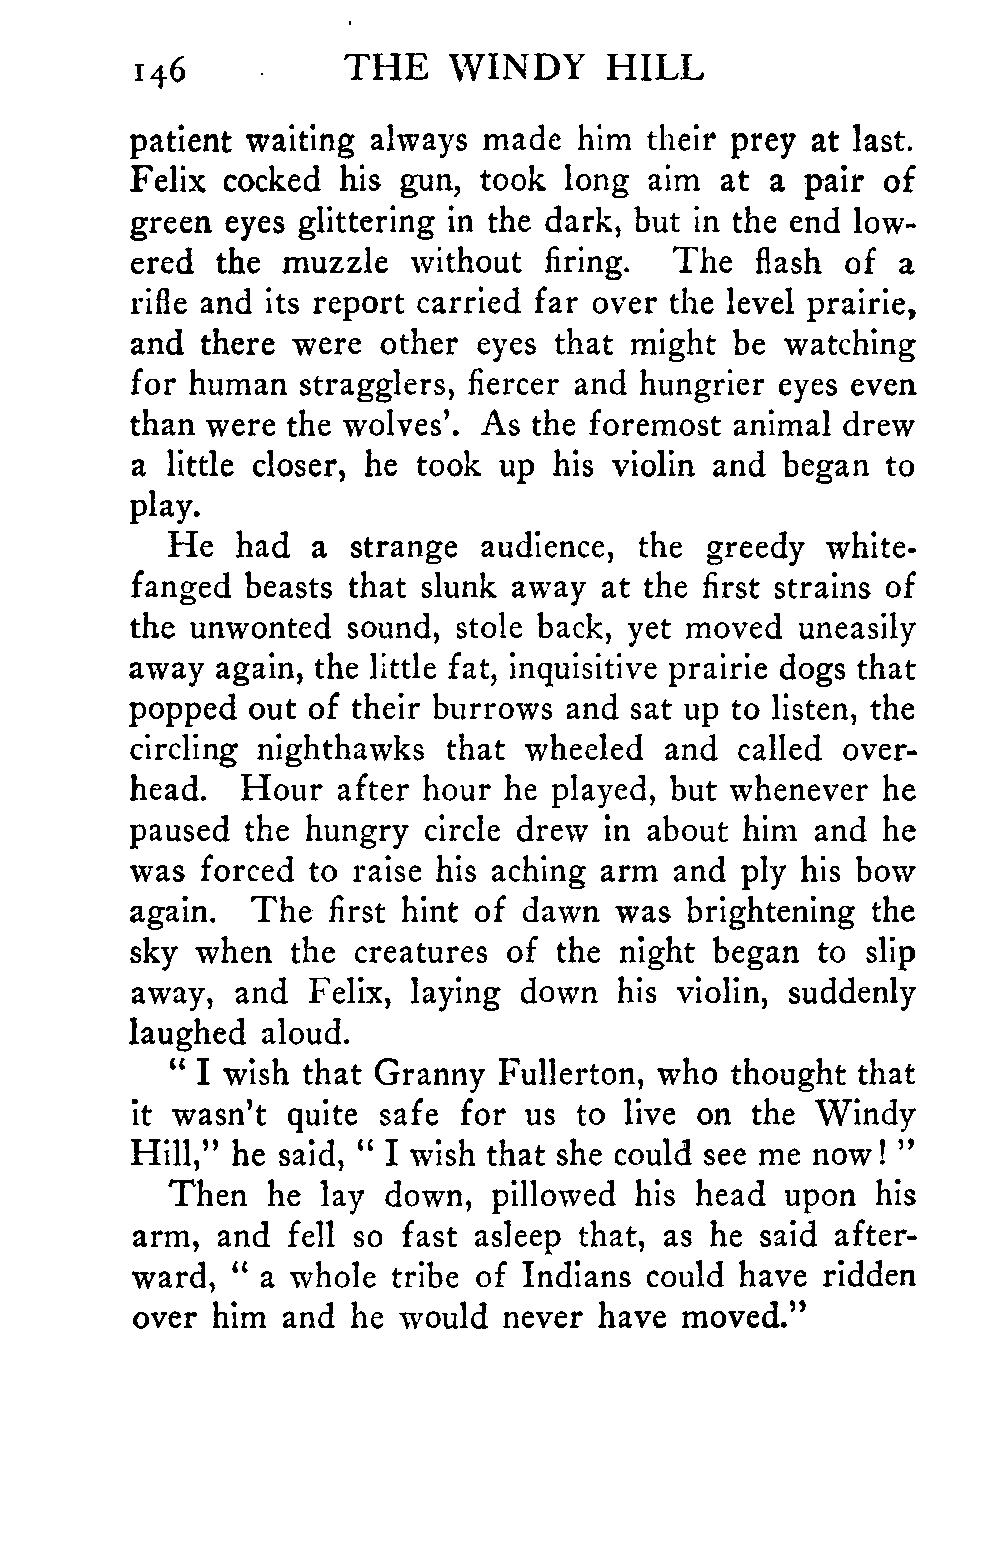 146 THE WINDY HILL
patient waiting always made him their prey at last.
Felix cocked his gun, took long aim at a pair of
green eyes glittering in the dark, but in the end low-
ered the muzzle without firing. The flash of a
rifle and its report carried far over the level prairie,
and there were other eyes that might be watching
for human stragglers, fiercer and hungrier eyes even
than were the wolves'. As the foremost animal drew
a little closer, he took up his violin and began to
play.
He had a strange audience, the greedy white-
fanged beasts that slunk away at the first strains of
the unwonted sound, stole back, yet moved uneasily
away again, the little fat, inquisitive prairie dogs that
popped out of their burrows and sat up to listen, the
circling nighthawks that wheeled and called over-
head. Hour after hour he played, but whenever he
paused the hungry circle drew in about him and he
was forced to raise his aching arm and ply his bow
again. The first hint of dawn was brightening the
sky when the creatures of the night began to slip
away, and Felix, laying down his violin, suddenly
laughed aloud.
" I wish that Granny Fullerton, who thought that
it wasn't quite safe for us to live on the Windy
Hill," he said, " I wish that she could see me now! "
Then he lay down, pillowed his head upon his
arm, and fell so fast asleep that, as he said after-
ward, " a whole tribe of Indians could have ridden
over him and he would never have moved."